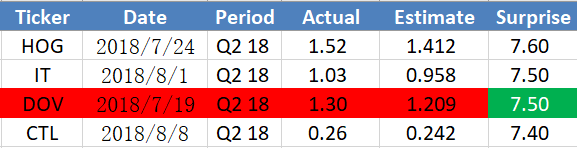 Ticker Date Period Actual Estimate Surprise
HOG 2018/7/24 Q2 18 1.52 1.412 7.60
IT 2018/8/1 Q2 18 1.03 0.958 7.50
DOV 2018/7/19 Q2 18 1.30 1.209 7.50
CTL 2018/8/8 Q2 18 0.26 0.242 7.40